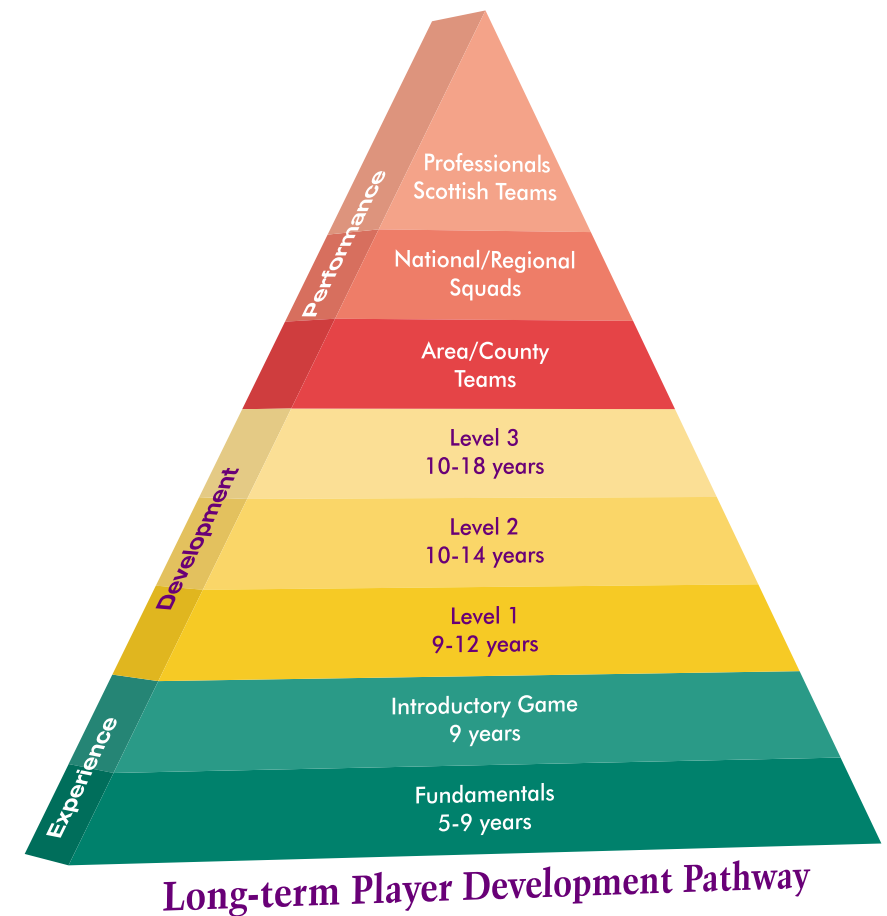 Professionals
Scottish Teams
National/Regional
Squads
Area/County
Teams
Performance
Level 3
10-18 years
Level 2
10-14 years
Level 1
9-12 years
Development
Introductory Game
9 years
Fundamentals
5-9 years
Experience
Long-term Player Development Pathway